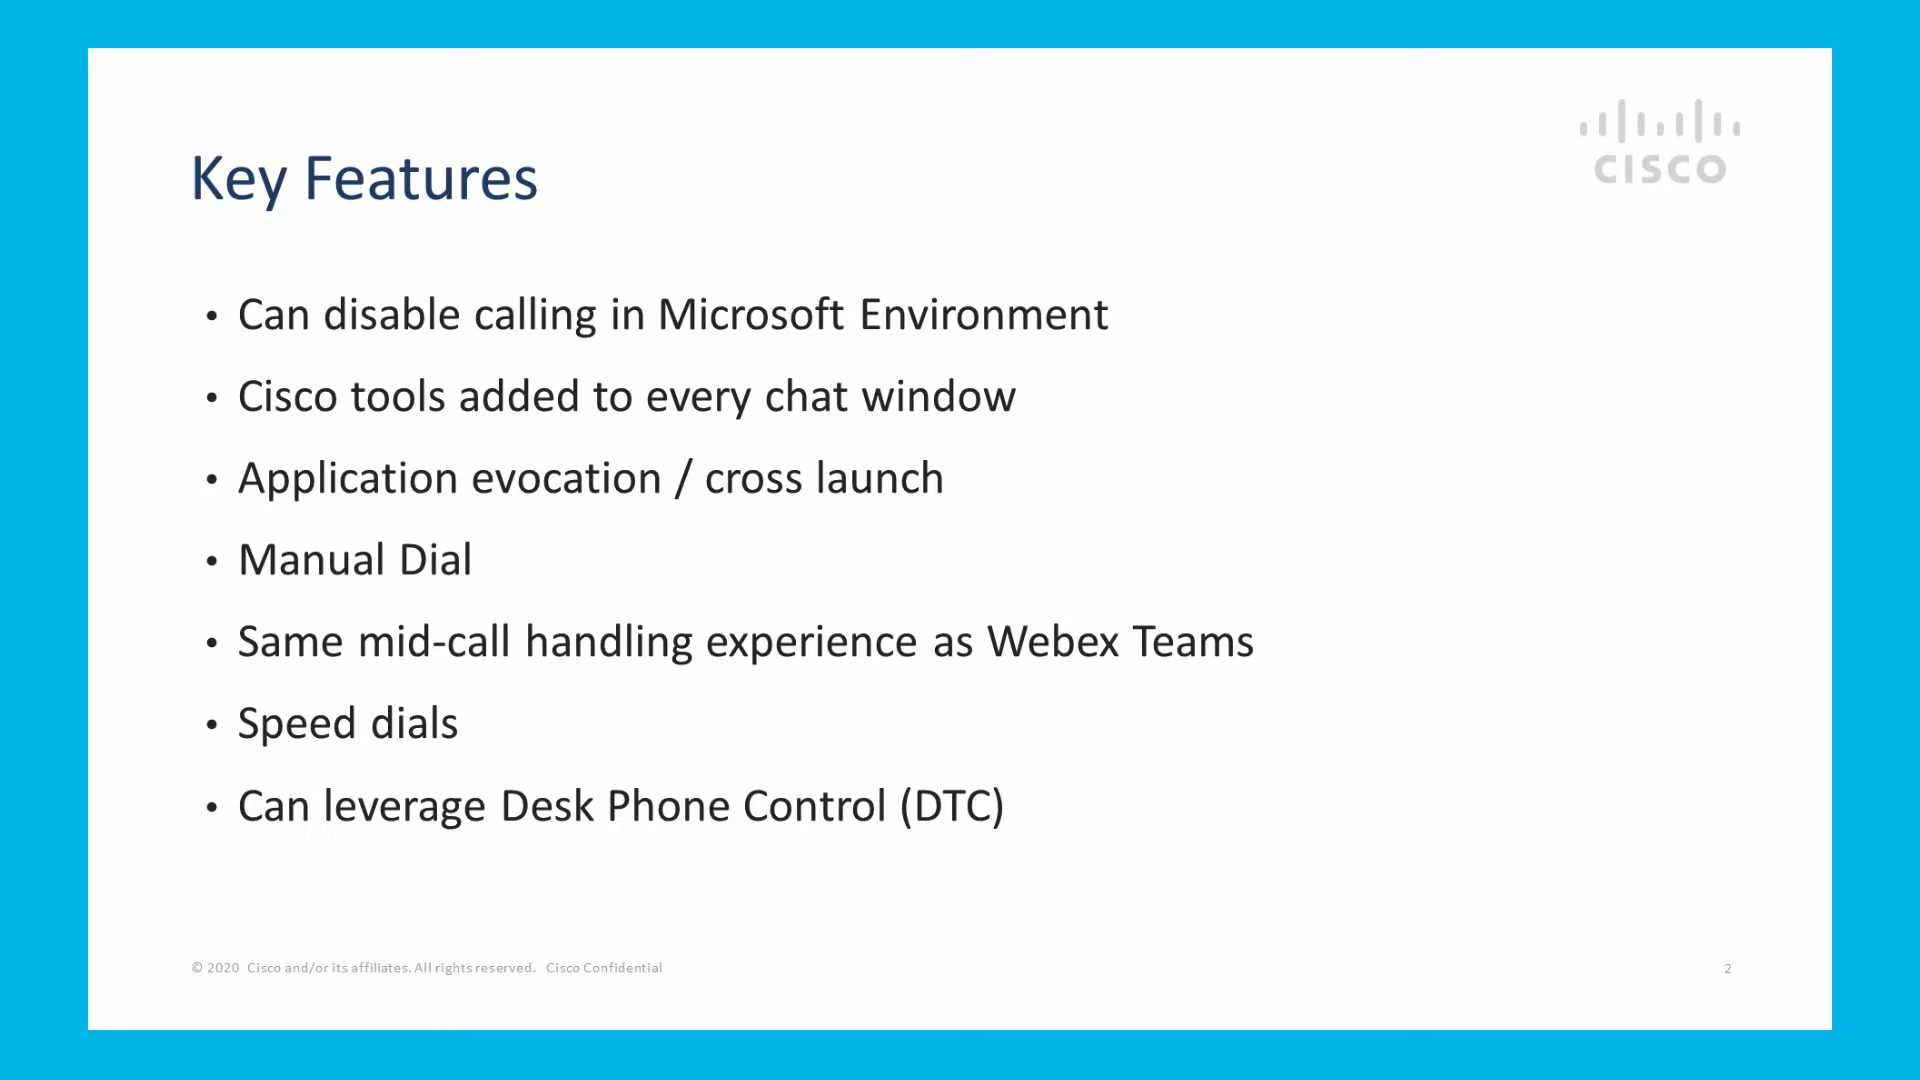 CISCO
Key Features
• Can disable calling in Microsoft Environment
• Cisco tools added to every chat window
• Application evocation / cross launch
• Manual Dial
• Same mid-call handling experience as Webex Teams
• Speed dials
• Can leverage Desk Phone Control (DTC)
© 2020 Cisco and/or its affiliates. All rights reserved. Cisco Confidential
2